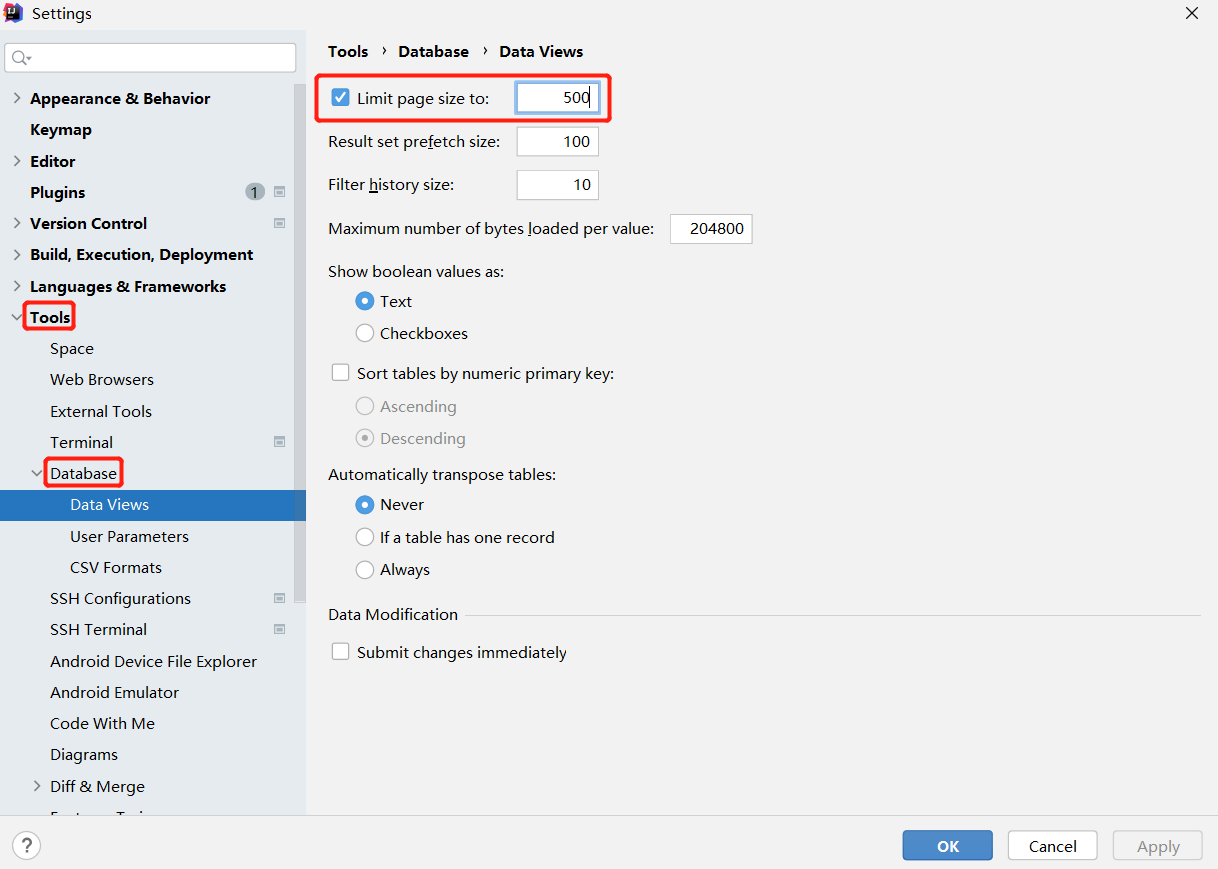 Settings
Appearance & Behavior
Keymap
Editor
Plugins 1
Version Control
Build, Execution, Deployment
Languages & Frameworks
Tools
Space
Web Browsers
External Tools
Terminal
Database
Data Views
User Parameters
CSV Formats
SSH Configurations
SSH Terminal
Android Device File Explorer
Android Emulator
Code With Me
Diagrams
Diff & Merge
Tools › Database › Data Views
Limit page size to: 500
Result set prefetch size: 100
Filter history size: 10
Maximum number of bytes loaded per value: 204800
Show boolean values as:
Text
Checkboxes
Sort tables by numeric primary key:
Ascending
Descending
Automatically transpose tables:
Never
If a table has one record
Always
Data Modification
Submit changes immediately
?
OK Cancel Apply